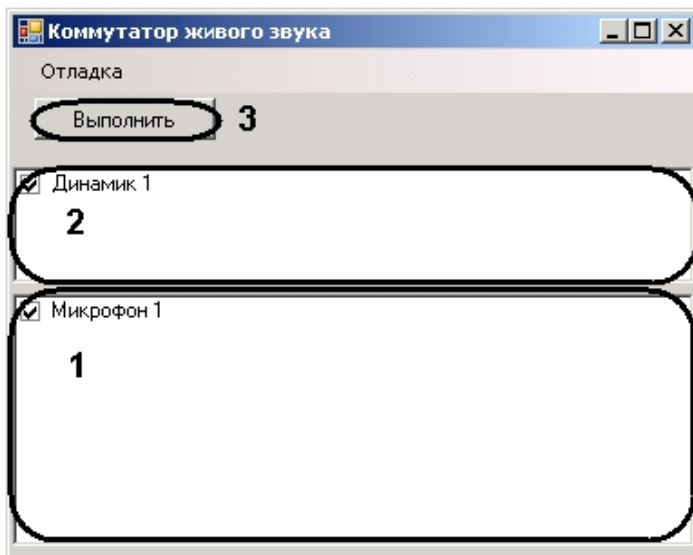 Коммутатор живого звука
Отладка
Выполнить 3
Динамик 1
2
Микрофон 1
1